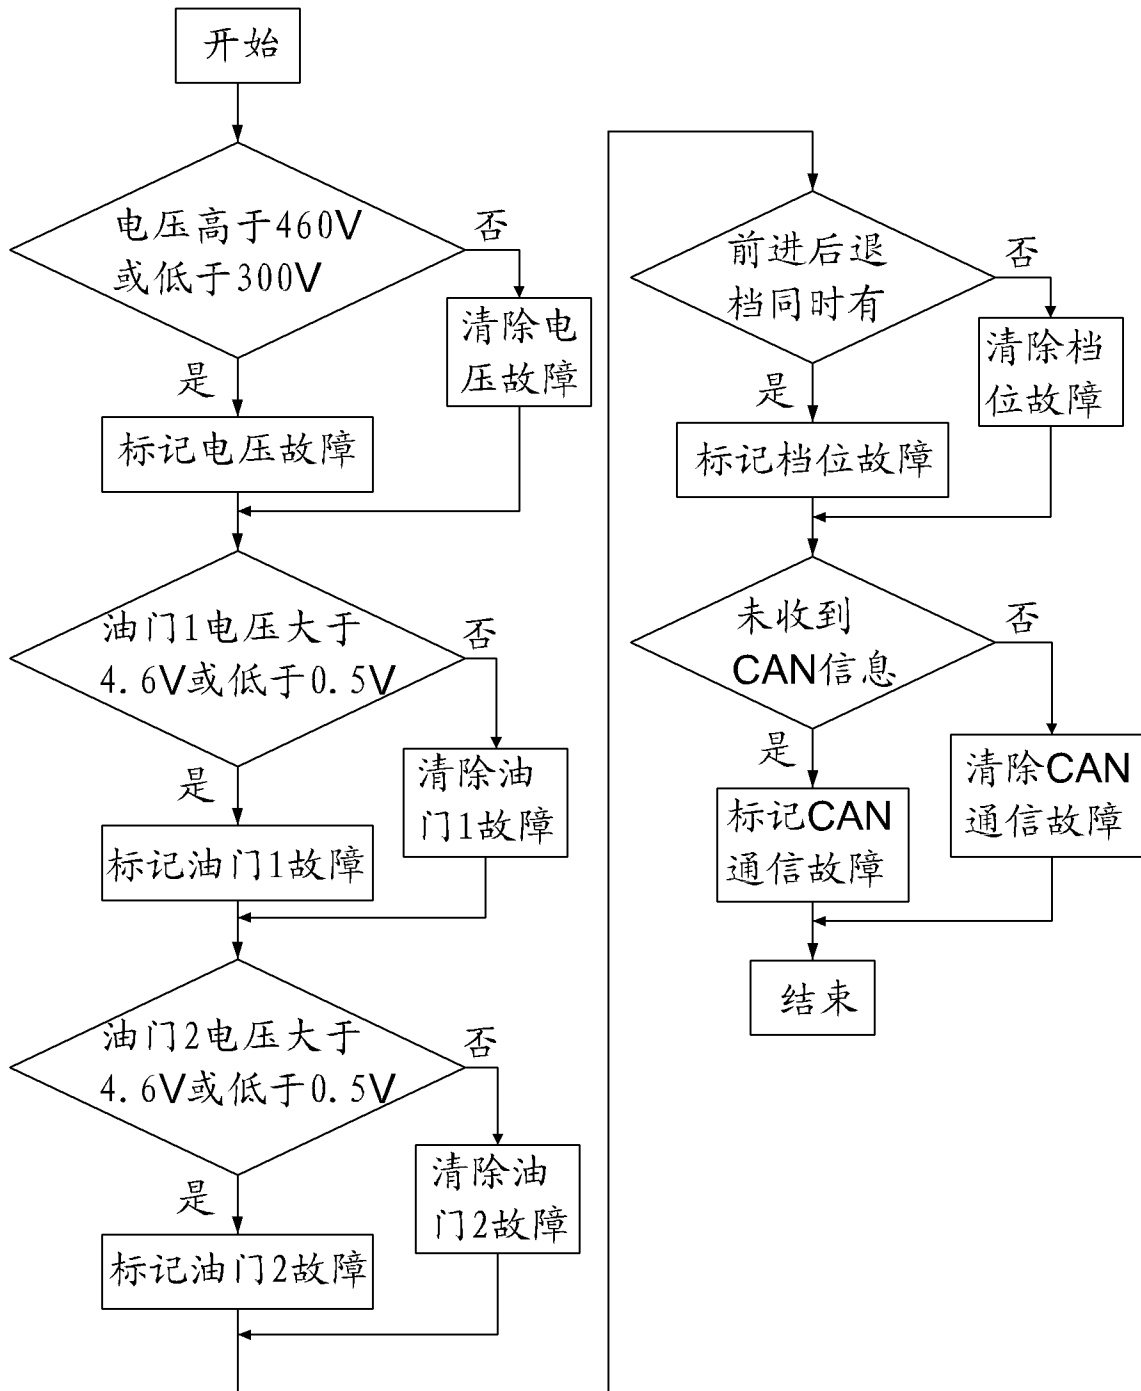 开始
电压高于460V
或低于300V
否
清除电
压故障
是
标记电压故障
油门1电压大于
4.6V或低于0.5V
否
清除油
门1故障
是
标记油门1故障
油门2电压大于
4.6V或低于0.5V
否
清除油
门2故障
是
标记油门2故障
前进后退
档同时有
否
清除档
位故障
是
标记档位故障
未收到
CAN信息
否
清除CAN
通信故障
是
标记CAN
通信故障
结束